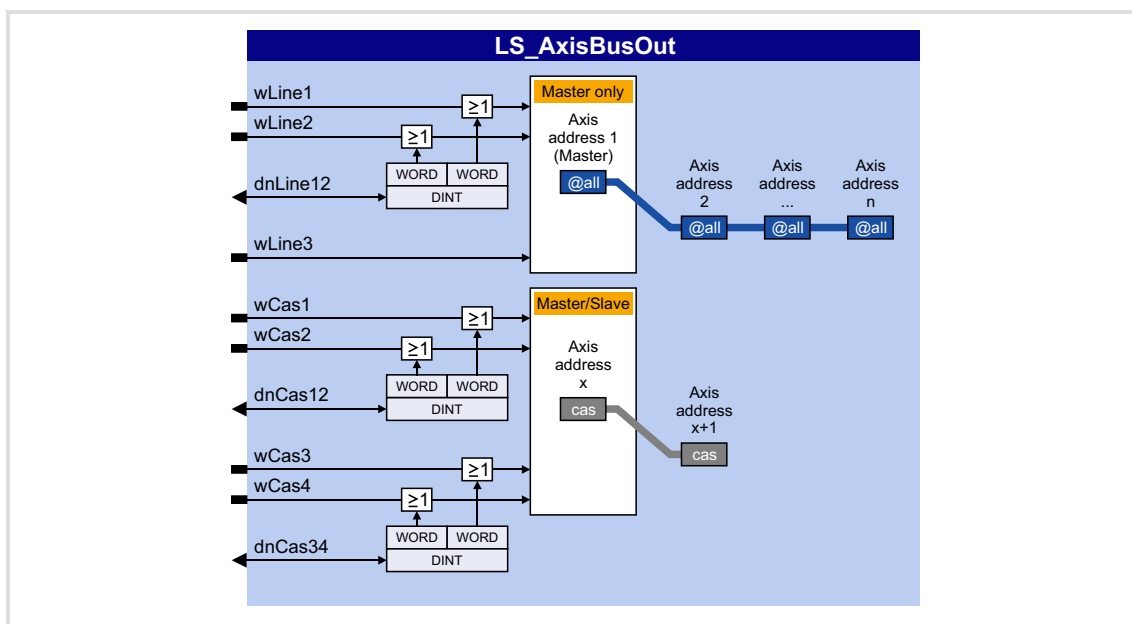 LS_AxisBusOut
wLine1
≥1
Master only
wLine2
≥1
Axis
address 1
(Master)
@all
WORD WORD
DINT
dnLine12
Axis
address
2
@all
Axis
address
...
@all
Axis
address
n
@all
wLine3
wCas1
≥1
Master/Slave
wCas2
≥1
Axis
address
x
cas
WORD WORD
DINT
dnCas12
Axis
address
x+1
cas
wCas3
≥1
wCas4
≥1
WORD WORD
DINT
dnCas34